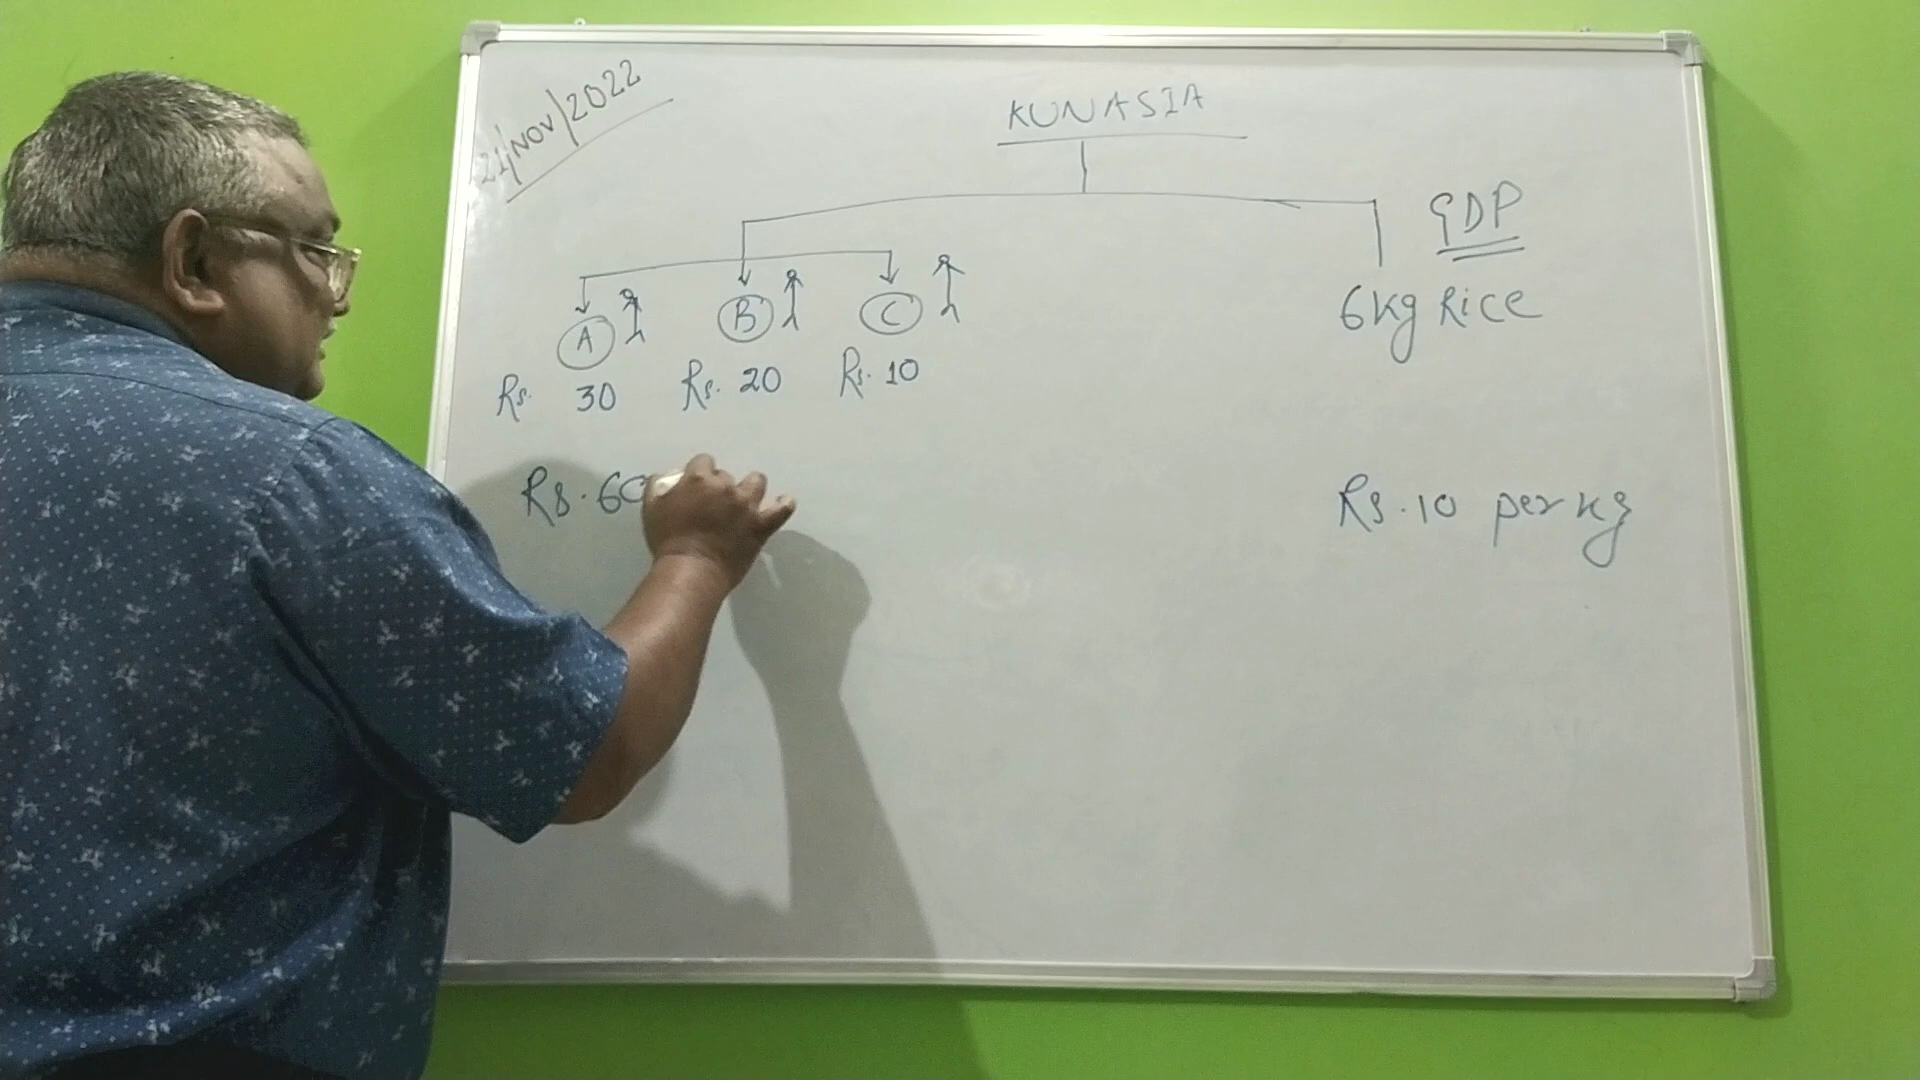 21/NOV/2022
KUNASIA
GDP
A B C
6kg Rice
Rs. 30 Rs. 20 Rs. 10
Rs. 60
Rs. 10 per kg